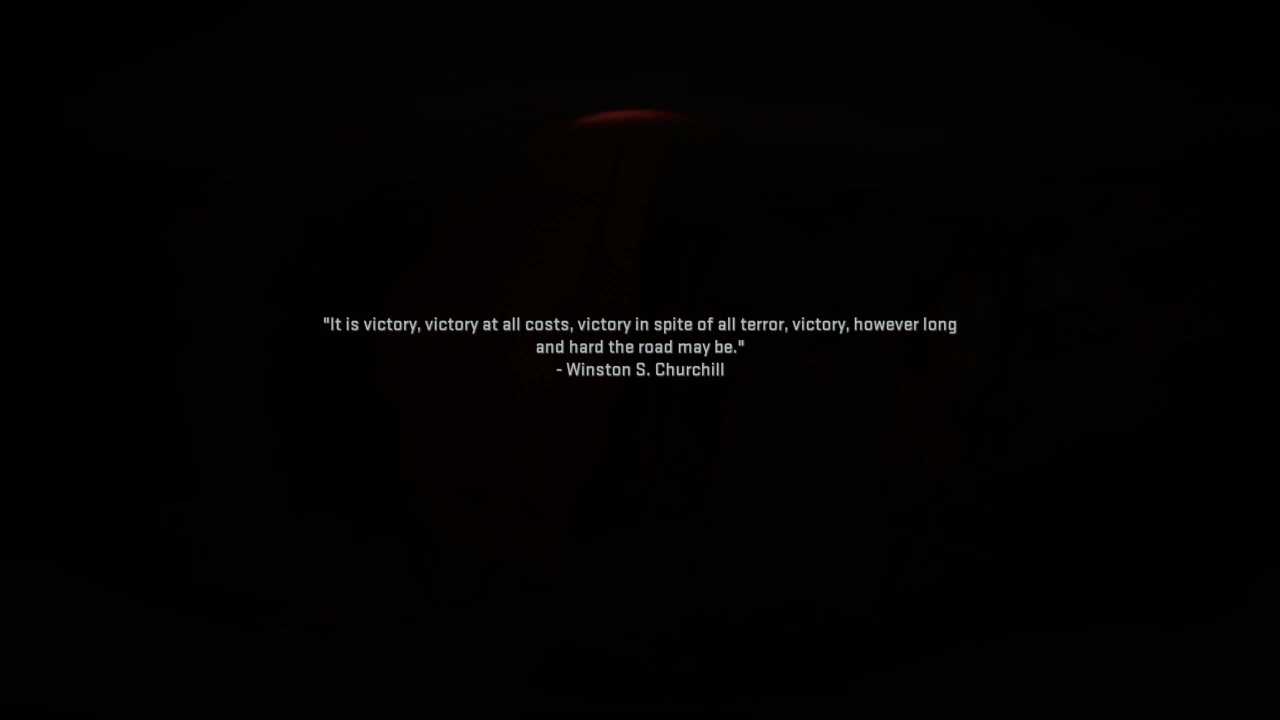 "It is victory, victory at all costs, victory in spite of all terror, victory, however long
and hard the road may be."
- Winston S. Churchill